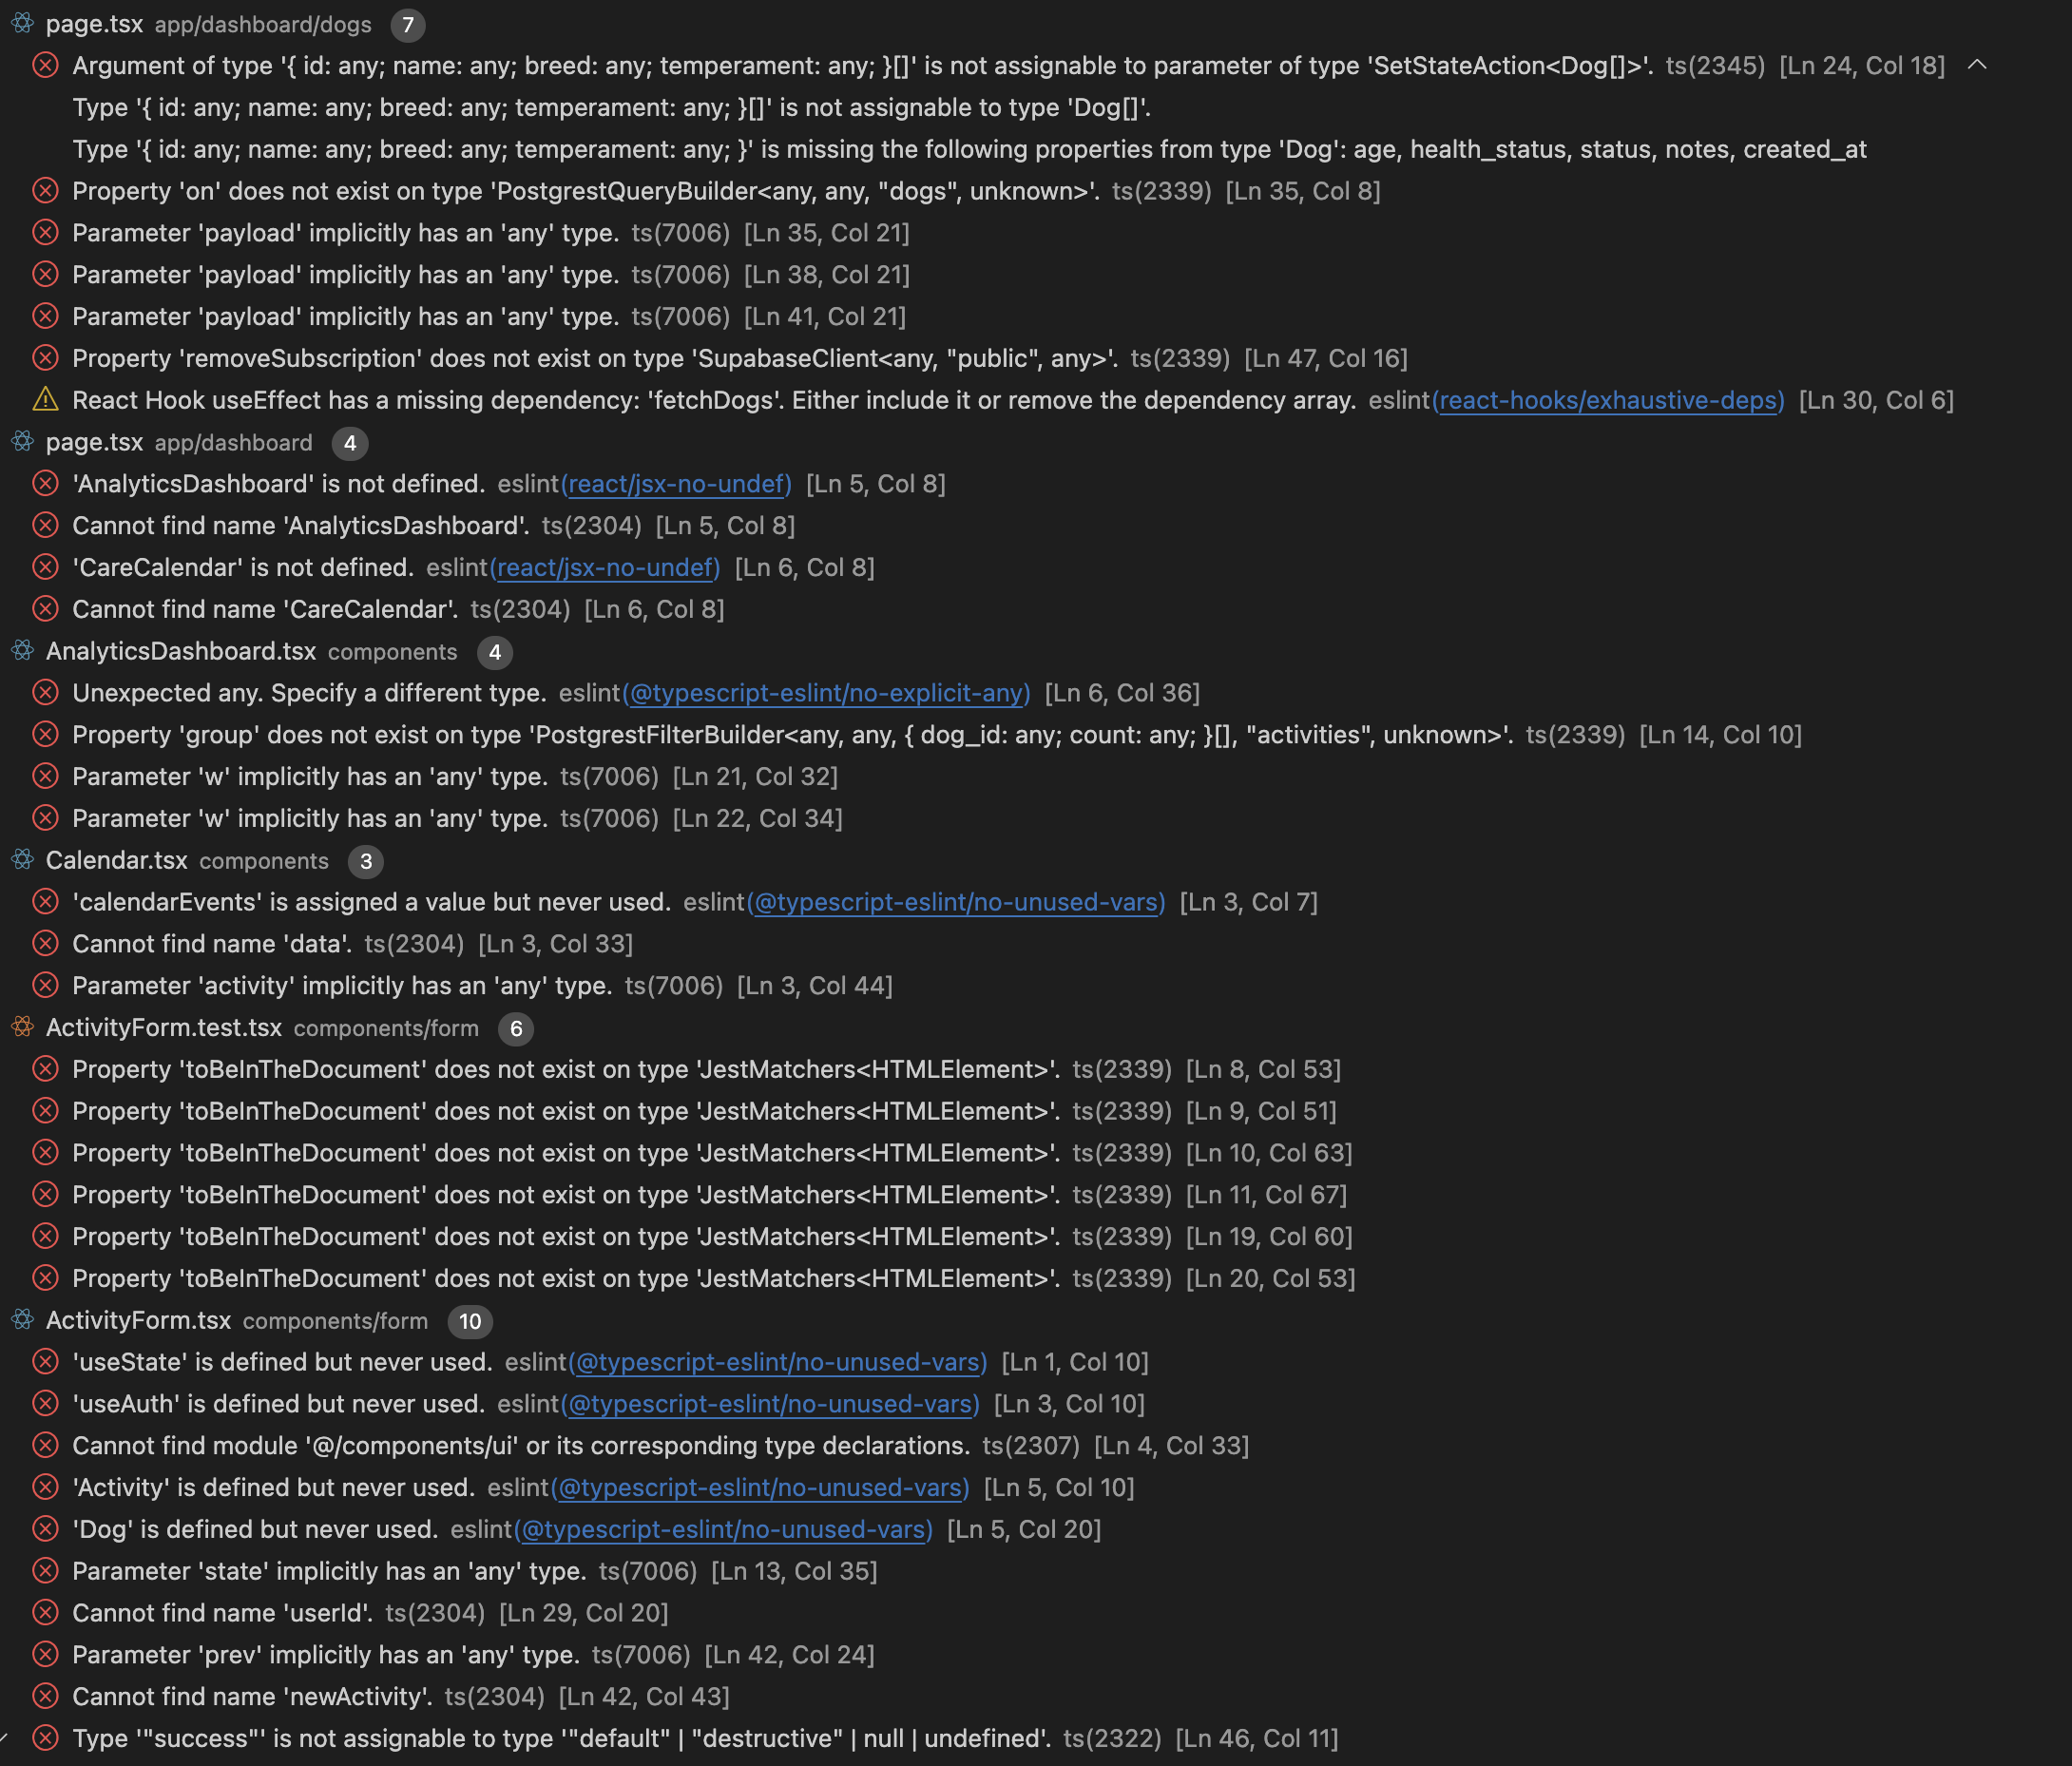 page.tsx app/dashboard/dogs 7
Argument of type '{ id: any; name: any; breed: any; temperament: any; }[]' is not assignable to parameter of type 'SetStateAction<Dog[]>'. ts(2345) [Ln 24, Col 18]
Type '{ id: any; name: any; breed: any; temperament: any; }[]' is not assignable to type 'Dog[]'.
Type '{ id: any; name: any; breed: any; temperament: any; }' is missing the following properties from type 'Dog': age, health_status, status, notes, created_at
Property 'on' does not exist on type 'PostgrestQueryBuilder<any, any, "dogs", unknown>'. ts(2339) [Ln 35, Col 8]
Parameter 'payload' implicitly has an 'any' type. ts(7006) [Ln 35, Col 21]
Parameter 'payload' implicitly has an 'any' type. ts(7006) [Ln 38, Col 21]
Parameter 'payload' implicitly has an 'any' type. ts(7006) [Ln 41, Col 21]
Property 'removeSubscription' does not exist on type 'SupabaseClient<any, "public", any>'. ts(2339) [Ln 47, Col 16]
React Hook useEffect has a missing dependency: 'fetchDogs'. Either include it or remove the dependency array. eslint(react-hooks/exhaustive-deps) [Ln 30, Col 6]
page.tsx app/dashboard 4
'AnalyticsDashboard' is not defined. eslint(react/jsx-no-undef) [Ln 5, Col 8]
Cannot find name 'AnalyticsDashboard'. ts(2304) [Ln 5, Col 8]
'CareCalendar' is not defined. eslint(react/jsx-no-undef) [Ln 6, Col 8]
Cannot find name 'CareCalendar'. ts(2304) [Ln 6, Col 8]
AnalyticsDashboard.tsx components 4
Unexpected any. Specify a different type. eslint(@typescript-eslint/no-explicit-any) [Ln 6, Col 36]
Property 'group' does not exist on type 'PostgrestFilterBuilder<any, any, { dog_id: any; count: any; }[], "activities", unknown>'. ts(2339) [Ln 14, Col 10]
Parameter 'w' implicitly has an 'any' type. ts(7006) [Ln 21, Col 32]
Parameter 'w' implicitly has an 'any' type. ts(7006) [Ln 22, Col 34]
Calendar.tsx components 3
'calendarEvents' is assigned a value but never used. eslint(@typescript-eslint/no-unused-vars) [Ln 3, Col 7]
Cannot find name 'data'. ts(2304) [Ln 3, Col 33]
Parameter 'activity' implicitly has an 'any' type. ts(7006) [Ln 3, Col 44]
ActivityForm.test.tsx components/form 6
Property 'toBeInTheDocument' does not exist on type 'JestMatchers<HTMLElement>'. ts(2339) [Ln 8, Col 53]
Property 'toBeInTheDocument' does not exist on type 'JestMatchers<HTMLElement>'. ts(2339) [Ln 9, Col 51]
Property 'toBeInTheDocument' does not exist on type 'JestMatchers<HTMLElement>'. ts(2339) [Ln 10, Col 63]
Property 'toBeInTheDocument' does not exist on type 'JestMatchers<HTMLElement>'. ts(2339) [Ln 11, Col 67]
Property 'toBeInTheDocument' does not exist on type 'JestMatchers<HTMLElement>'. ts(2339) [Ln 19, Col 60]
Property 'toBeInTheDocument' does not exist on type 'JestMatchers<HTMLElement>'. ts(2339) [Ln 20, Col 53]
ActivityForm.tsx components/form 10
'useState' is defined but never used. eslint(@typescript-eslint/no-unused-vars) [Ln 1, Col 10]
'useAuth' is defined but never used. eslint(@typescript-eslint/no-unused-vars) [Ln 3, Col 10]
Cannot find module '@/components/ui' or its corresponding type declarations. ts(2307) [Ln 4, Col 33]
'Activity' is defined but never used. eslint(@typescript-eslint/no-unused-vars) [Ln 5, Col 10]
'Dog' is defined but never used. eslint(@typescript-eslint/no-unused-vars) [Ln 5, Col 20]
Parameter 'state' implicitly has an 'any' type. ts(7006) [Ln 13, Col 35]
Cannot find name 'userId'. ts(2304) [Ln 29, Col 20]
Parameter 'prev' implicitly has an 'any' type. ts(7006) [Ln 42, Col 24]
Cannot find name 'newActivity'. ts(2304) [Ln 42, Col 43]
Type '"success"' is not assignable to type '"default" | "destructive" | null | undefined'. ts(2322) [Ln 46, Col 11]